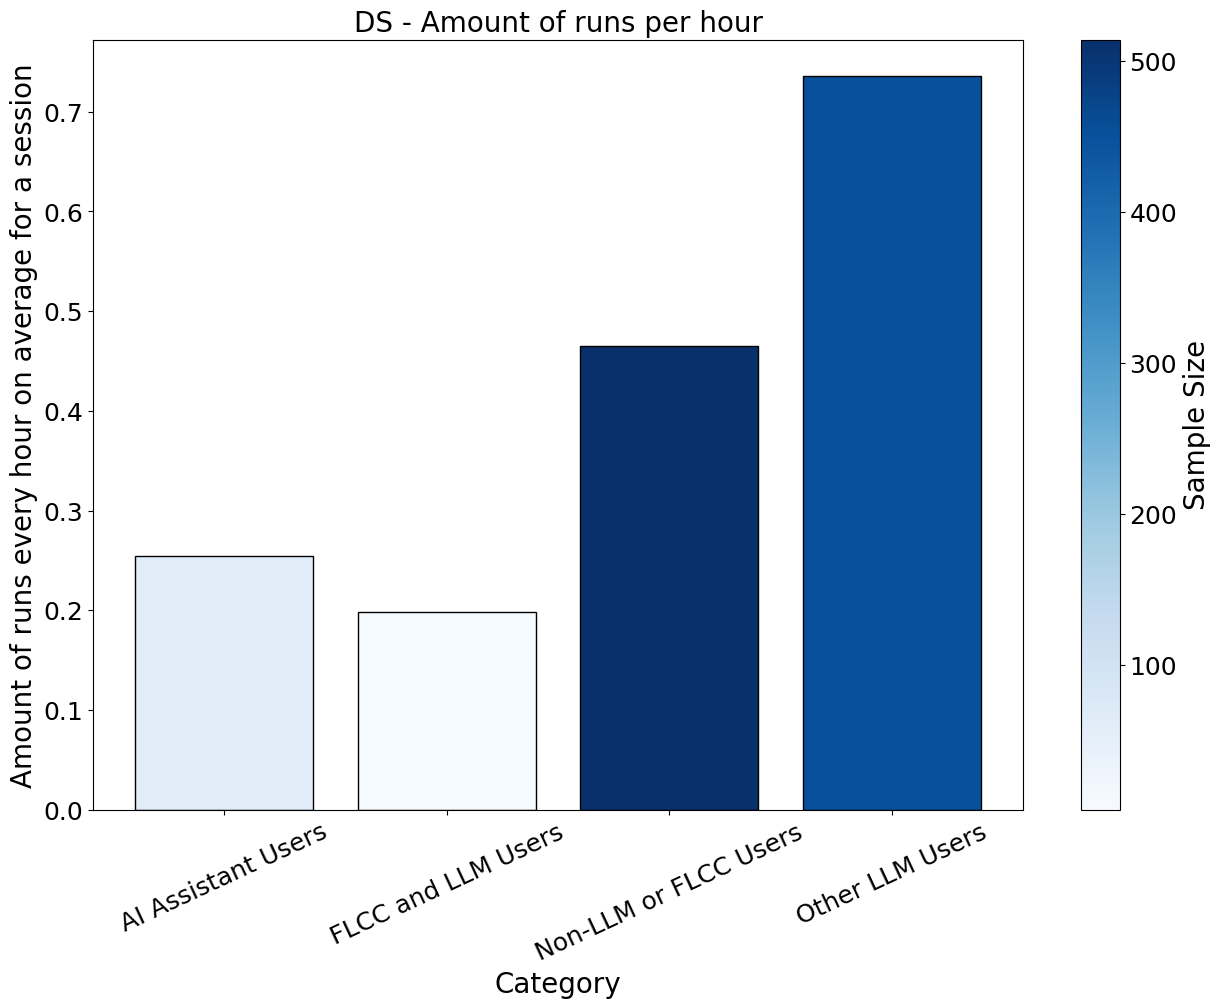 DS - Amount of runs per hour
Amount of runs every hour on average for a session
0.7
0.6
0.5
0.4
0.3
0.2
0.1
0.0
AI Assistant Users
FLCC and LLM Users
Non-LLM or FLCC Users
Other LLM Users
Category
500
400
300
200
100
Sample Size